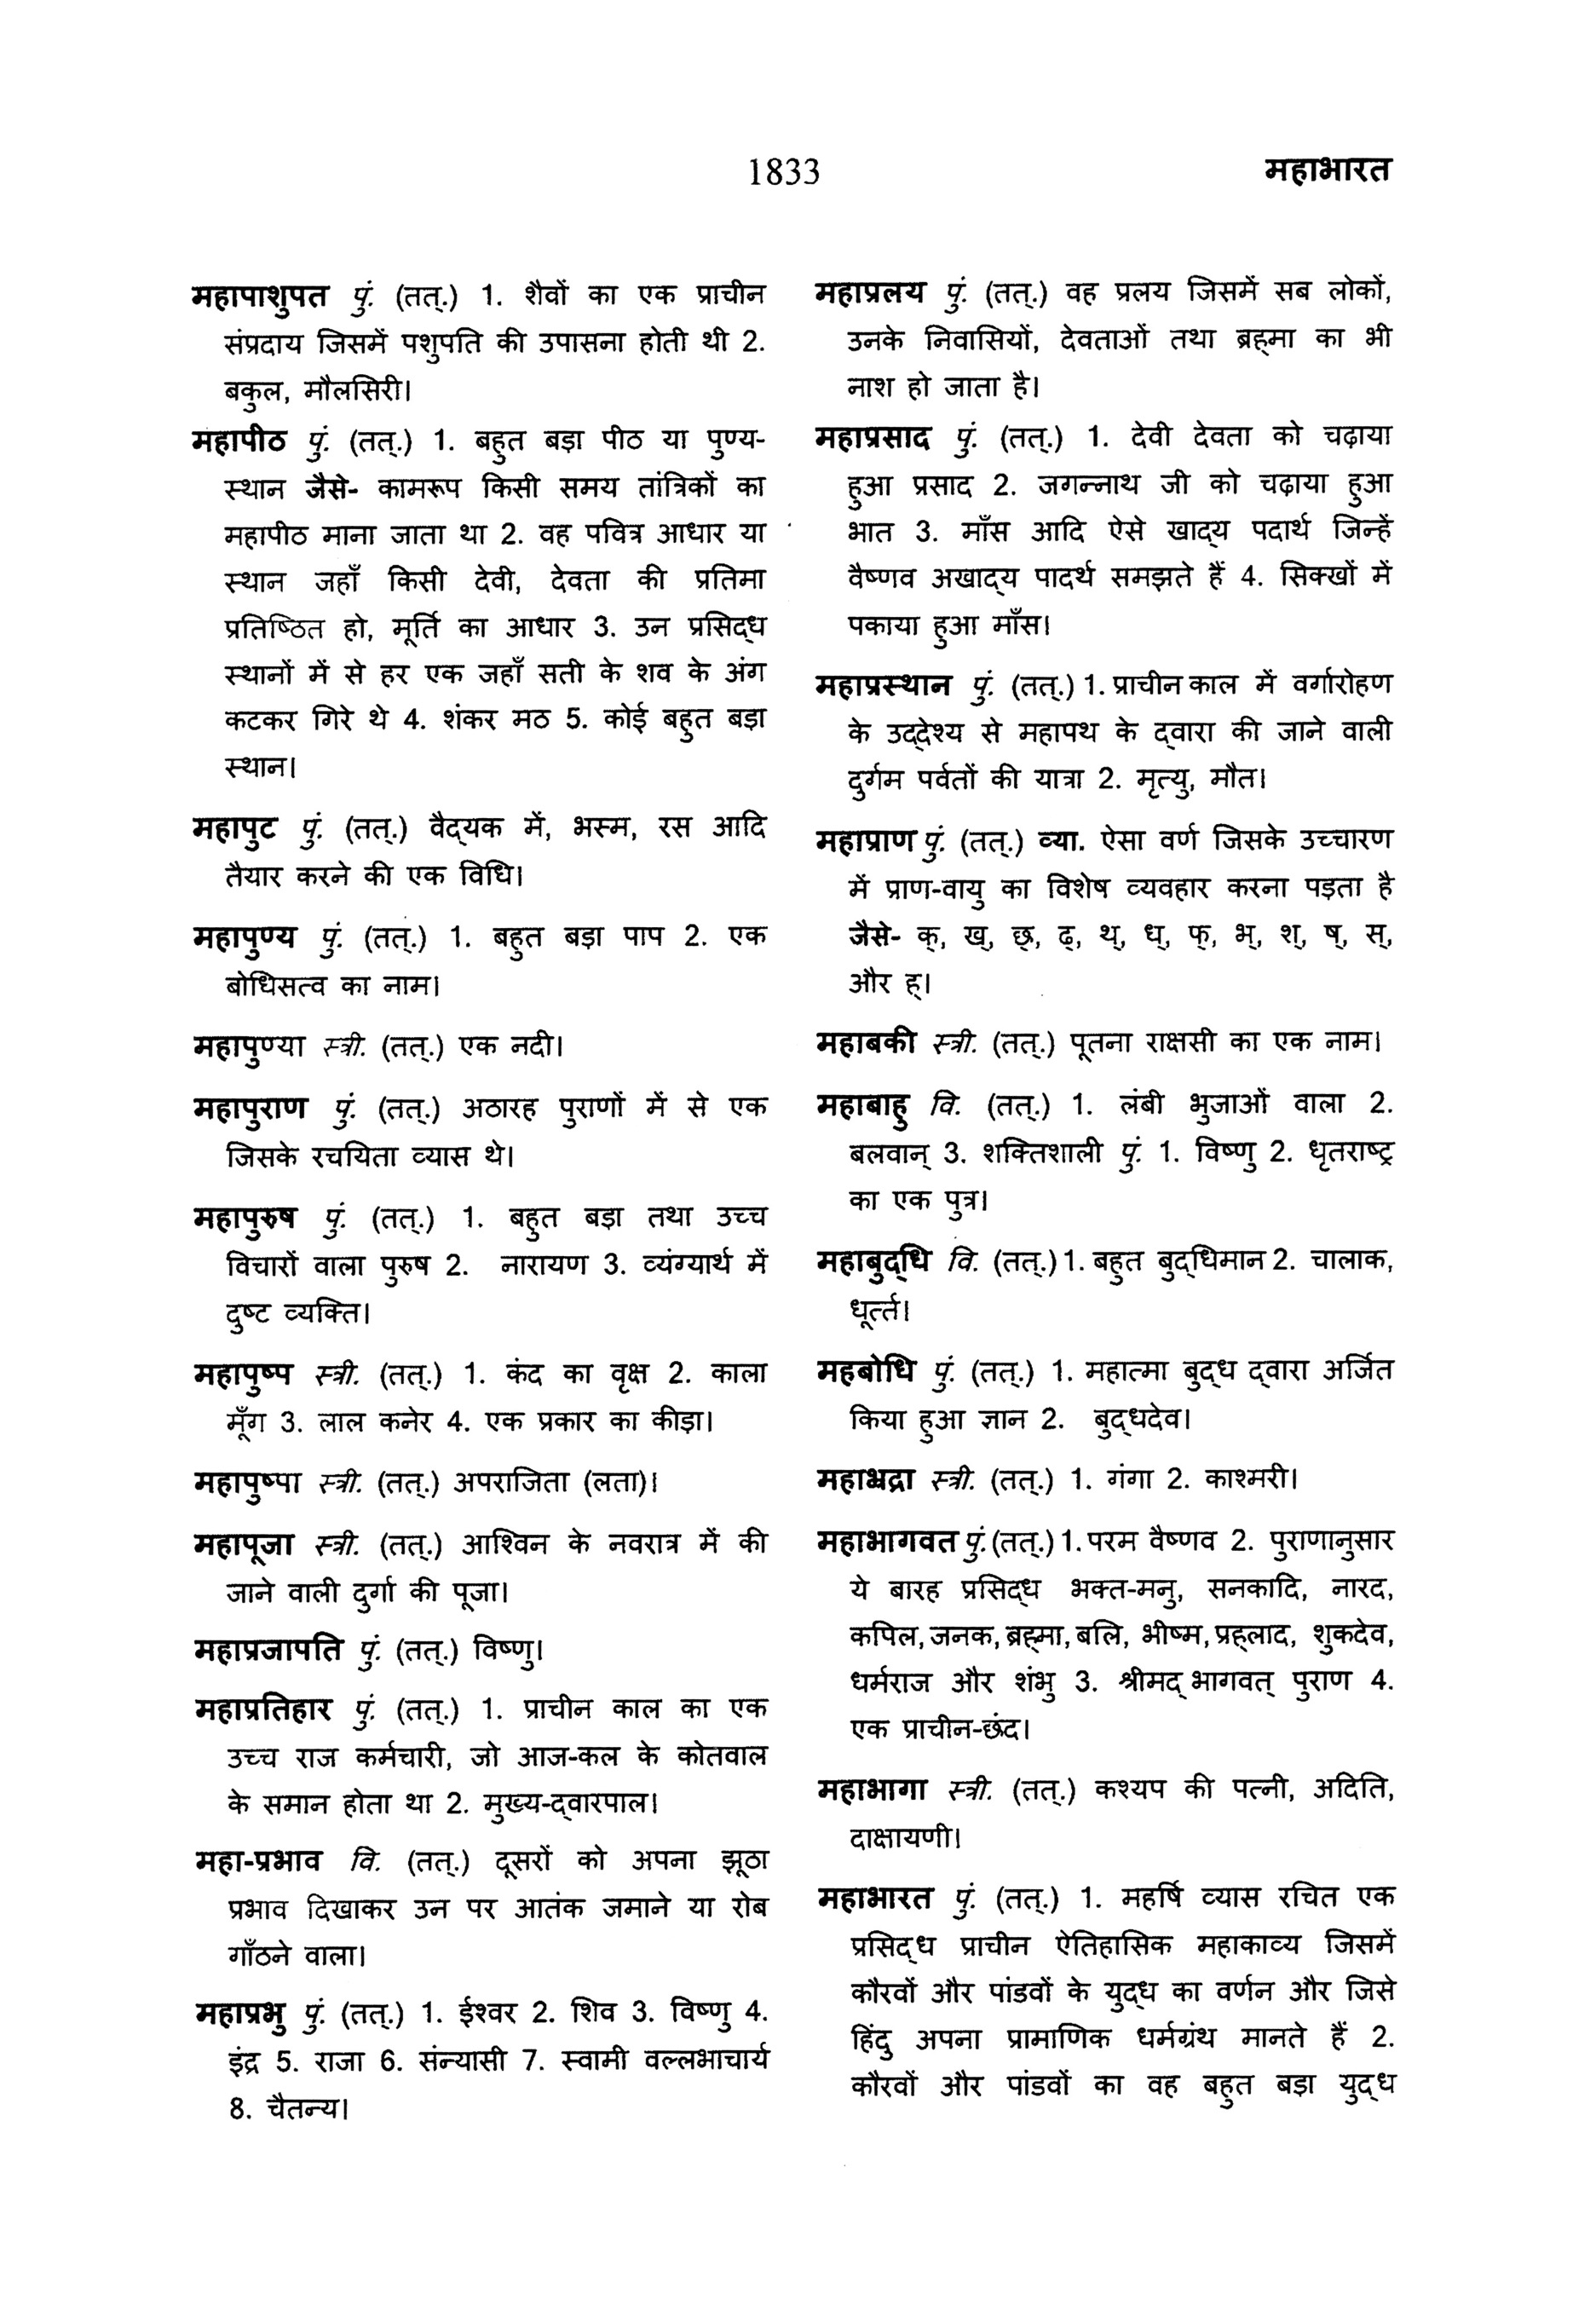 1833
महाभारत
महापाशुपत पुं. (तत्.) 1. शैवों का एक प्राचीन
संप्रदाय जिसमें पशुपति की उपासना होती थी 2.
बकुल, मौलसिरी।
महापीठ पुं. (तत्.) 1. बहुत बड़ा पीठ या पुण्य-
स्थान जैसे- कामरूप किसी समय तांत्रिकों का
महापीठ माना जाता था 2. वह पवित्र आधार या
स्थान जहाँ किसी देवी, देवता की प्रतिमा
प्रतिष्ठित हो, मूर्ति का आधार 3. उन प्रसिद्ध
स्थानों में से हर एक जहाँ सती के शव के अंग
कटकर गिरे थे 4. शंकर मठ 5. कोई बहुत बड़ा
स्थान।
महापुट पुं. (तत्.) वैद्यक में, भस्म, रस आदि
तैयार करने की एक विधि।
महापुण्य पुं. (तत्.) 1. बहुत बड़ा पाप 2. एक
बोधिसत्व का नाम।
महापुण्या स्त्री. (तत्.) एक नदी।
महापुराण पुं. (तत्.) अठारह पुराणों में से एक
जिसके रचयिता व्यास थे।
महापुरुष पुं. (तत्.) 1. बहुत बड़ा तथा उच्च
विचारों वाला पुरुष 2. नारायण 3. व्यंग्यार्थ में
दुष्ट व्यक्ति।
महापुष्प स्त्री. (तत्.) 1. कंद का वृक्ष 2. काला
मूँग 3. लाल कनेर 4. एक प्रकार का कीड़ा।
महापुष्पा स्त्री. (तत्.) अपराजिता (लता)।
महापूजा स्त्री. (तत्.) आश्विन के नवरात्र में की
जाने वाली दुर्गा की पूजा।
महाप्रजापति पुं. (तत्.) विष्णु।
महाप्रतिहार पुं. (तत्.) 1. प्राचीन काल का एक
उच्च राज कर्मचारी, जो आज-कल के कोतवाल
के समान होता था 2. मुख्य-द्वारपाल।
महा-प्रभाव वि. (तत्.) दूसरों को अपना झूठा
प्रभाव दिखाकर उन पर आतंक जमाने या रोब
गाँठने वाला।
महाप्रभु पुं. (तत्.) 1. ईश्वर 2. शिव 3. विष्णु 4.
इंद्र 5. राजा 6. संन्यासी 7. स्वामी वल्लभाचार्य
8. चैतन्य।
महाप्रलय पुं. (तत्.) वह प्रलय जिसमें सब लोकों,
उनके निवासियों, देवताओं तथा ब्रह्मा का भी
नाश हो जाता है।
महाप्रसाद पुं. (तत्.) 1. देवी देवता को चढ़ाया
हुआ प्रसाद 2. जगन्नाथ जी को चढ़ाया हुआ
भात 3. माँस आदि ऐसे खाद्य पदार्थ जिन्हें
वैष्णव अखाद्य पादर्थ समझते हैं 4. सिक्खों में
पकाया हुआ माँस।
महाप्रस्थान पुं. (तत्.) 1. प्राचीन काल में वर्गारोहण
के उद्देश्य से महापथ के द्वारा की जाने वाली
दुर्गम पर्वतों की यात्रा 2. मृत्यु, मौत।
महाप्राण पुं. (तत्.) व्या. ऐसा वर्ण जिसके उच्चारण
में प्राण-वायु का विशेष व्यवहार करना पड़ता है
जैसे- क्, ख्, छ्, ढ्, थ्, ध्, फ्, भ्, श्, ष्, स्,
और ह्।
महाबकी स्त्री. (तत्.) पूतना राक्षसी का एक नाम।
महाबाहु वि. (तत्.) 1. लंबी भुजाओं वाला 2.
बलवान् 3. शक्तिशाली पुं. 1. विष्णु 2. धृतराष्ट्र
का एक पुत्र।
महाबुद्धि वि. (तत्.) 1. बहुत बुद्धिमान 2. चालाक,
धूर्त्त।
महबोधि पुं. (तत्.) 1. महात्मा बुद्ध द्वारा अर्जित
किया हुआ ज्ञान 2. बुद्धदेव।
महाभद्रा स्त्री. (तत्.) 1. गंगा 2. काश्मरी।
महाभागवत पुं. (तत्.) 1. परम वैष्णव 2. पुराणानुसार
ये बारह प्रसिद्ध भक्त-मनु, सनकादि, नारद,
कपिल, जनक, ब्रह्मा, बलि, भीष्म, प्रह्लाद, शुकदेव,
धर्मराज और शंभु 3. श्रीमद् भागवत् पुराण 4.
एक प्राचीन-छंद।
महाभागा स्त्री. (तत्.) कश्यप की पत्नी, अदिति,
दाक्षायणी।
महाभारत पुं. (तत्.) 1. महर्षि व्यास रचित एक
प्रसिद्ध प्राचीन ऐतिहासिक महाकाव्य जिसमें
कौरवों और पांडवों के युद्ध का वर्णन और जिसे
हिंदु अपना प्रामाणिक धर्मग्रंथ मानते हैं 2.
कौरवों और पांडवों का वह बहुत बड़ा युद्ध